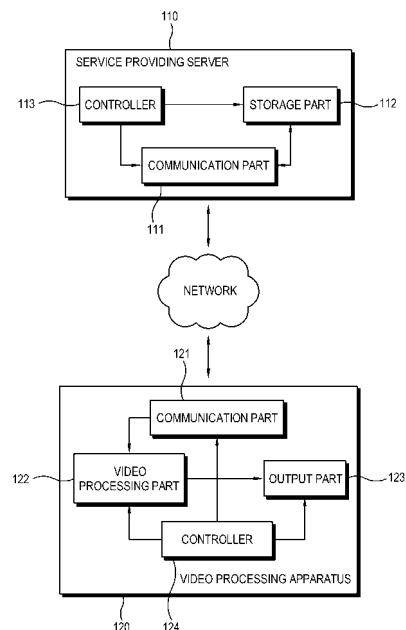 110
SERVICE PROVIDING SERVER
113
CONTROLLER
STORAGE PART
112
COMMUNICATION PART
111
NETWORK
121
COMMUNICATION PART
122
VIDEO
PROCESSING PART
OUTPUT PART
123
CONTROLLER
VIDEO PROCESSING APPARATUS
120
124